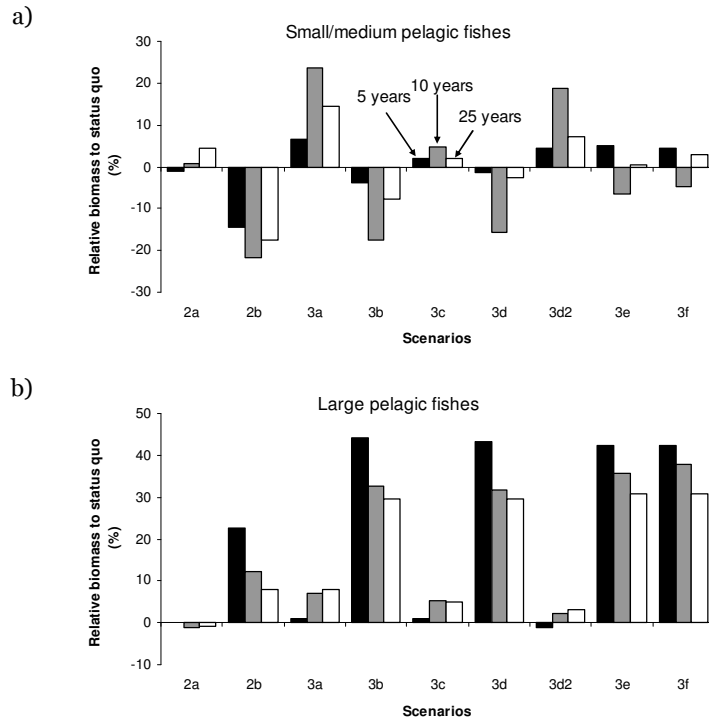 a)
Small/medium pelagic fishes
Relative biomass to status quo
(%)
30
20
10
0
-10
-20
-30
5 years
10 years
25 years
2a 2b 3a 3b 3c 3d 3d2 3e 3f
Scenarios
b)
Large pelagic fishes
Relative biomass to status quo
(%)
50
40
30
20
10
0
-10
2a 2b 3a 3b 3c 3d 3d2 3e 3f
Scenarios